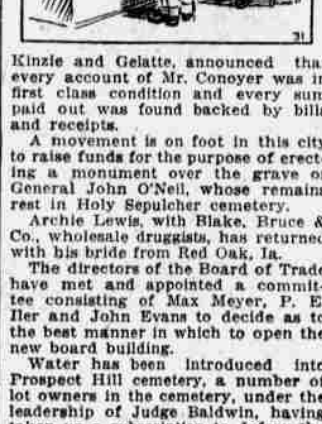 31
Kinzie and Gelatte, announced tha
every account of Mr. Conoyer was i
first class condition and every sum
paid out was found backed by bill
and receipts.
A movement is on foot in this city
to raise funds for the purpose of erect-
ing a monument over the grave o
General John O'Neil, whose remains
rest in Holy Sepulcher cemetery.
Archie Lewis, with Blake, Bruce &
Co., wholesale druggists, has returned
with his bride from Red Oak, Ia.
The directors of the Board of Trade
have met and appointed a commit-
tee consisting of Max Meyer, P. E
Iler and John Evans to decide as to
the best manner in which to open the
new board building.
Water has been introduced into
Prospect Hill cemetery, a number of
lot owners in the cemetery, under the
leadership of Judge Baldwin, having